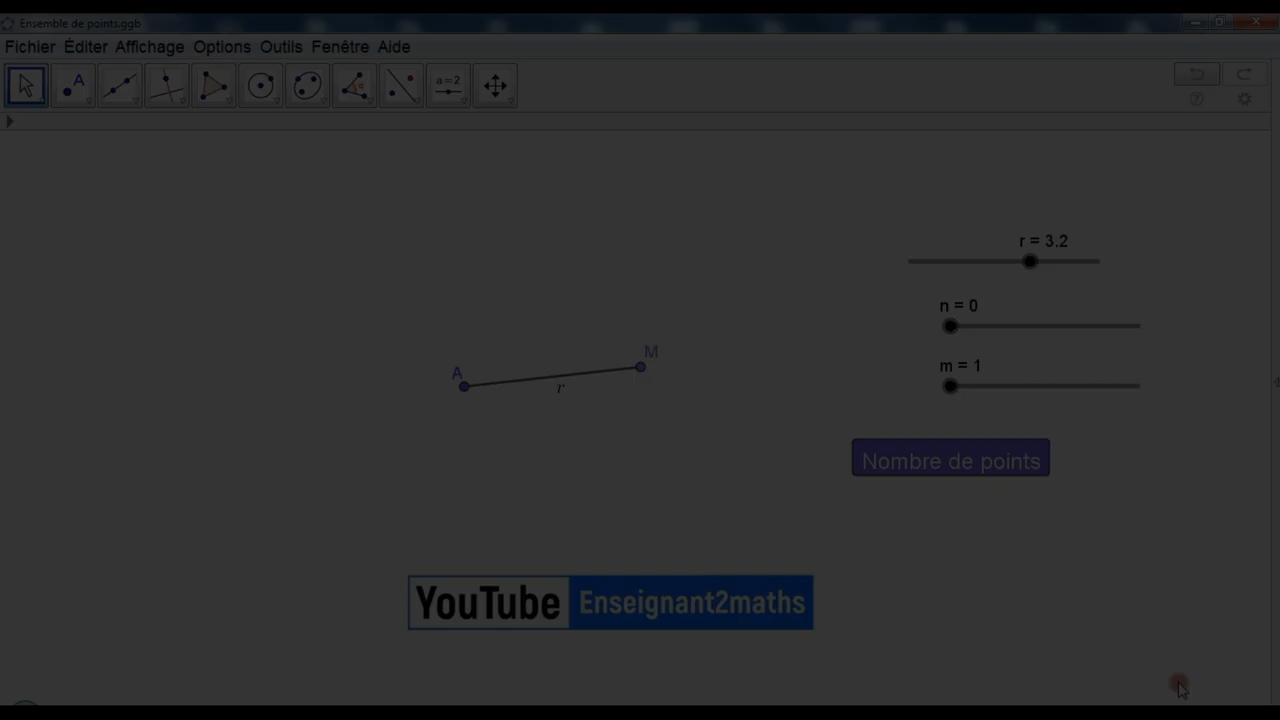 Ensemble de points.ggb
Fichier Éditer Affichage Options Outils Fenêtre Aide
A
a=2
r = 3.2
n = 0
M
m = 1
A
r
Nombre de points
YouTube Enseignant2maths